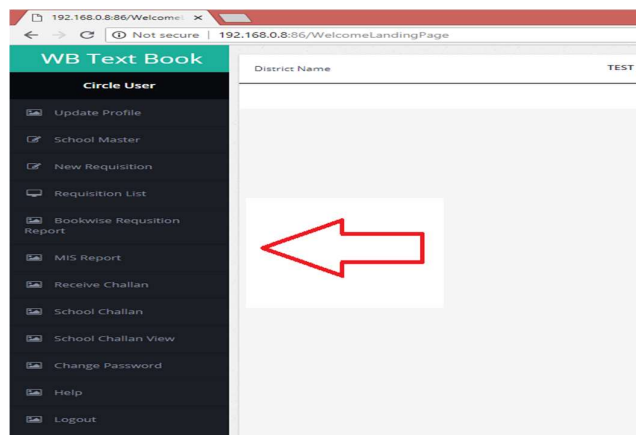 192.168.0.8:86/Welcome
Not secure | 192.168.0.8:86/WelcomeLandingPage
WB Text Book
Circle User
District Name
TEST
Update Profile
School Master
New Requisition
Requisition List
Bookwise Requsition
Report
MIS Report
Receive Challan
School Challan
School Challan View
Change Password
Help
Logout